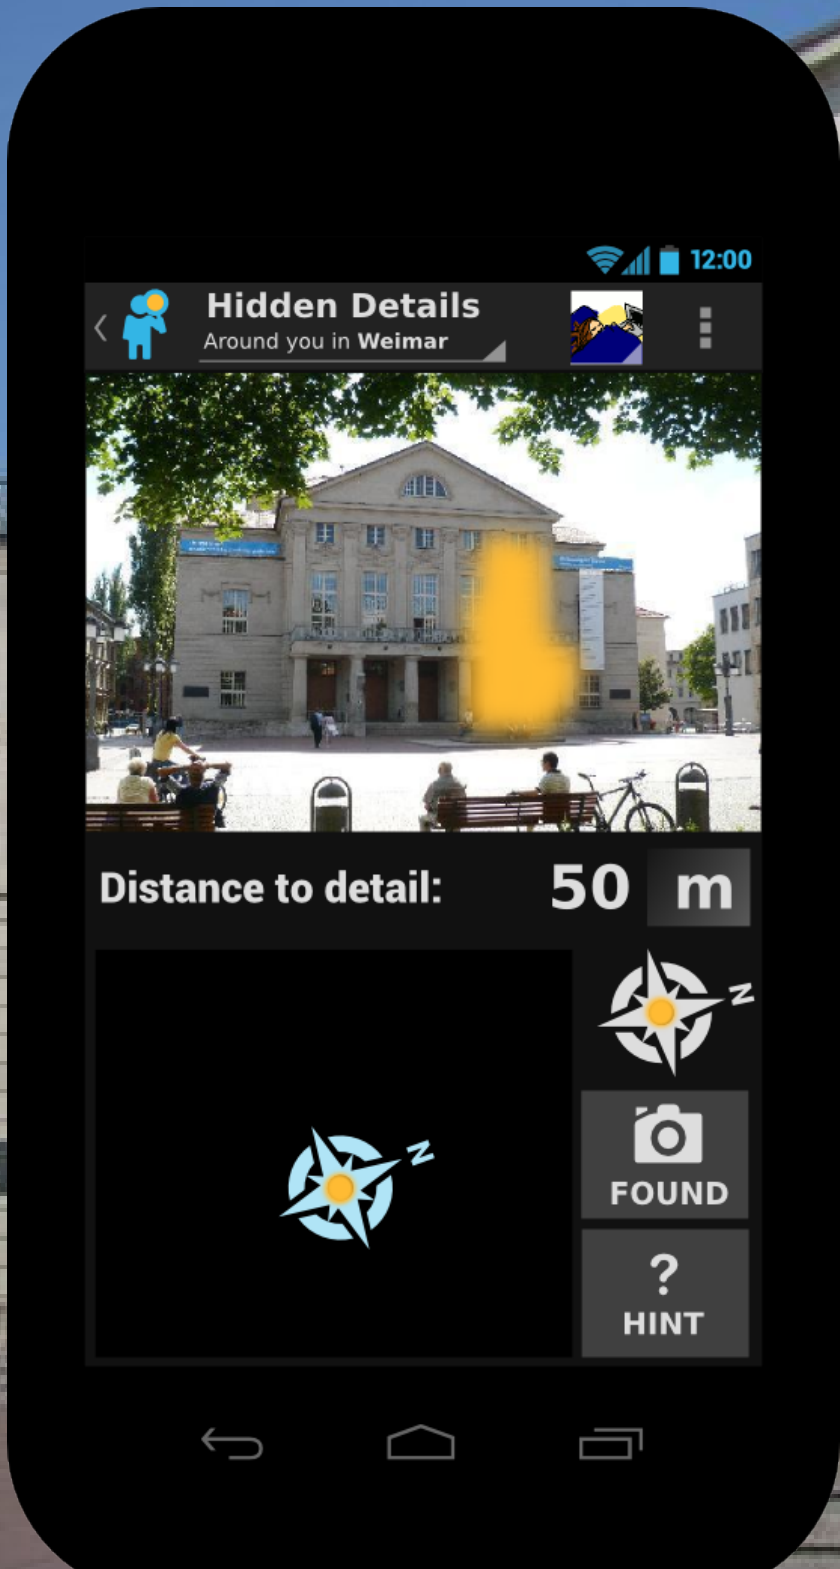 12:00
Hidden Details
Around you in Weimar
Distance to detail: 50 m
N
N
FOUND
?
HINT